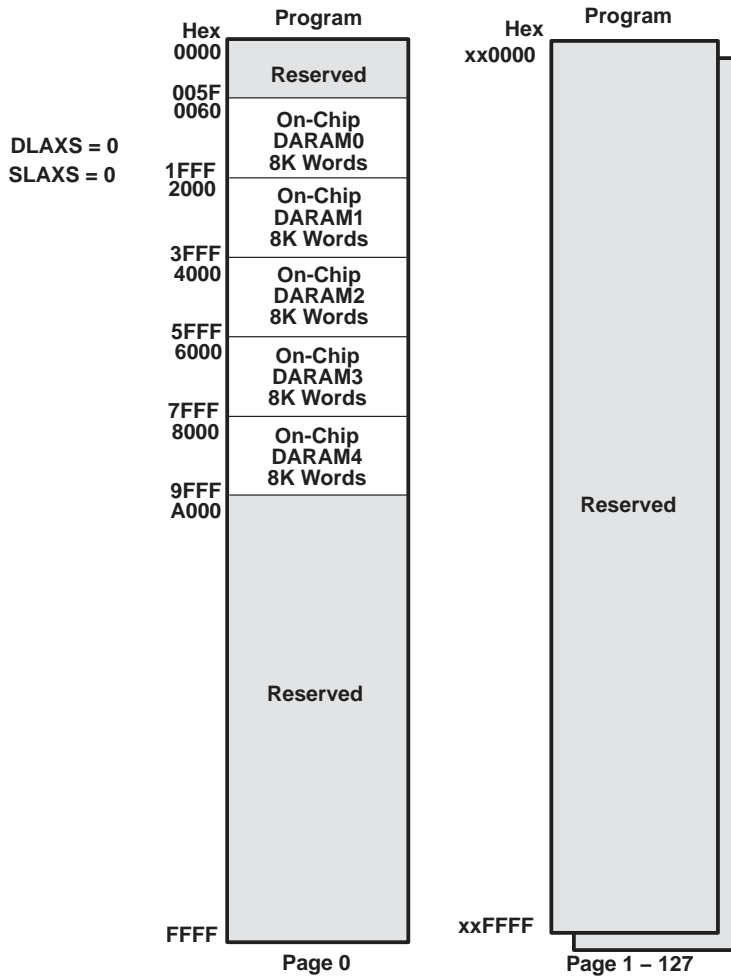 Program
Hex
0000
Reserved
005F
0060
On-Chip
DARAM0
8K Words
DLAXS = 0
SLAXS = 0
1FFF
2000
On-Chip
DARAM1
8K Words
3FFF
4000
On-Chip
DARAM2
8K Words
5FFF
6000
On-Chip
DARAM3
8K Words
7FFF
8000
On-Chip
DARAM4
8K Words
9FFF
A000
Reserved
FFFF
Page 0
Program
Hex
xx0000
Reserved
xxFFFF
Page 1 – 127